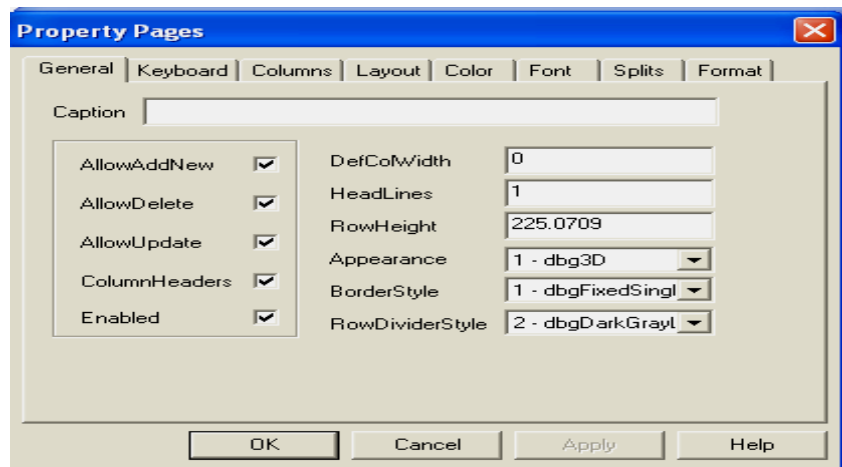 Property Pages
General Keyboard Columns Layout Color Font Splits Format
Caption
AllowAddNew
AllowDelete
AllowUpdate
ColumnHeaders
Enabled
DefColWidth 0
HeadLines 1
RowHeight 225.0709
Appearance 1 - dbg3D
BorderStyle 1 - dbgFixedSingl
RowDividerStyle 2 - dbgDarkGrayL
OK Cancel Apply Help